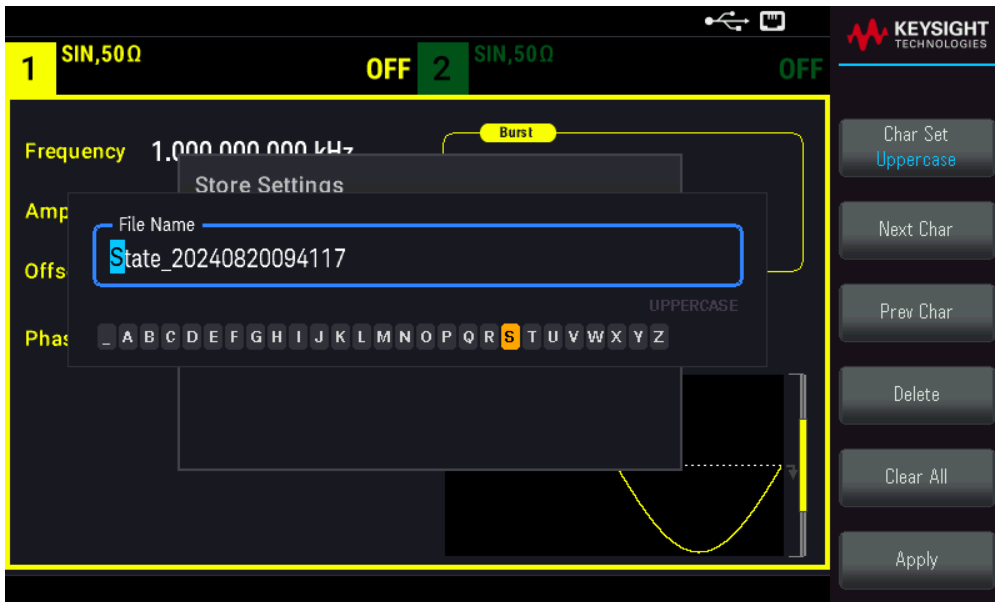 KEYSIGHT
TECHNOLOGIES
1 SIN,50Ω OFF 2 SIN,50Ω OFF
Burst
Frequency 1.000 000 000 kHz
Store Settings
File Name
State_20240820094117
UPPERCASE
_ A B C D E F G H I J K L M N O P Q R S T U V W X Y Z
Char Set
Uppercase
Next Char
Prev Char
Delete
Clear All
Apply